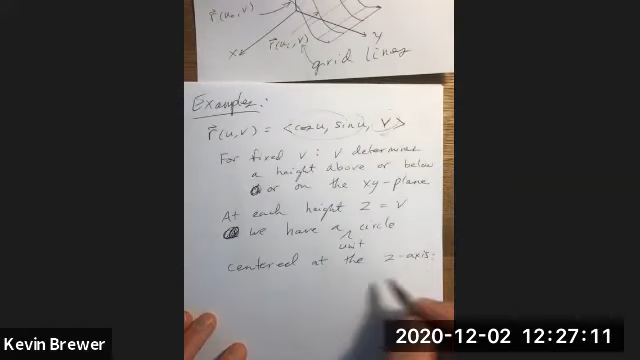 r(u₀, v)
x
y
r(u₁, v)
grid lines
Examples:
r(u,v) = <cos u, sin u, v>
For fixed v : v determines
a height above or below
or on the xy-plane
At each height z = v
we have a unit circle
centered at the z-axis:
Kevin Brewer
2020-12-02 12:27:11